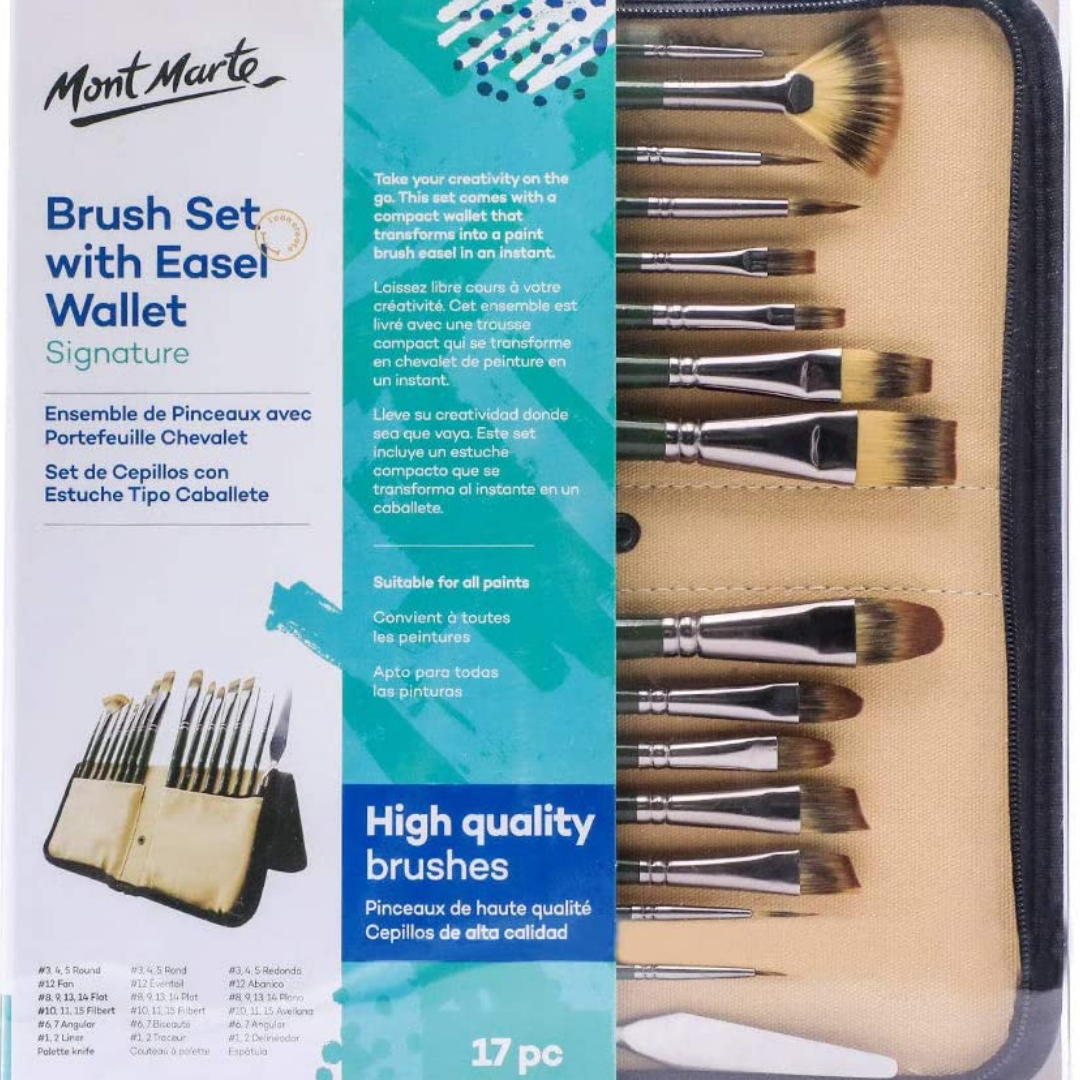 Mont Marte
Brush Set
with Easel
Wallet
Signature
Ensemble de Pinceaux avec
Portefeuille Chevalet
Set de Cepillos con
Estuche Tipo Caballete
#3, 4, 5 Round
#12 Fan
#8, 9, 13, 14 Flat
#10, 11, 15 Filbert
#6, 7 Angular
#1, 2 Liner
Palette knife
#3, 4, 5 Rond
#12 Éventail
#8, 9, 13, 14 Plat
#10, 11, 15 Filbert
#6, 7 Biseauté
#1, 2 Traceur
Couteau à palette
#3, 4, 5 Redondo
#12 Abanico
#8, 9, 13, 14 Plano
#10, 11, 15 Avellana
#6, 7 Angular
#1, 2 Delineador
Espátula
Take your creativity on the
go. This set comes with a
compact wallet that
transforms into a paint
brush easel in an instant.
Laissez libre cours à votre
créativité. Cet ensemble est
livré avec une trousse
compact qui se transforme
en chevalet de peinture en
un instant.
Lleve su creatividad donde
sea que vaya. Este set
incluye un estuche
compacto que se
transforma al instante en un
caballete.
Suitable for all paints
Convient à toutes
les peintures
Apto para todas
las pinturas
High quality
brushes
Pinceaux de haute qualité
Cepillos de alta calidad
17 pc